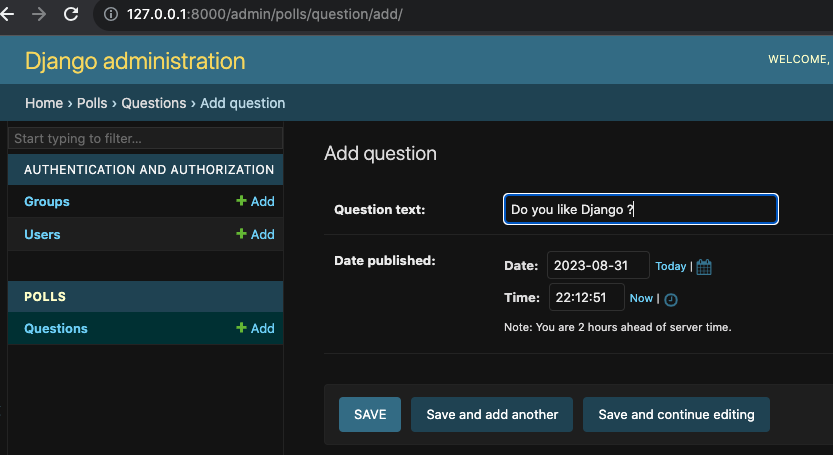 127.0.0.1:8000/admin/polls/question/add/
Django administration
WELCOME,
Home › Polls › Questions › Add question
Start typing to filter...
AUTHENTICATION AND AUTHORIZATION
Groups + Add
Users + Add
POLLS
Questions + Add
Add question
Question text: Do you like Django ?
Date published: Date: 2023-08-31 Today |
Time: 22:12:51 Now |
Note: You are 2 hours ahead of server time.
SAVE Save and add another Save and continue editing